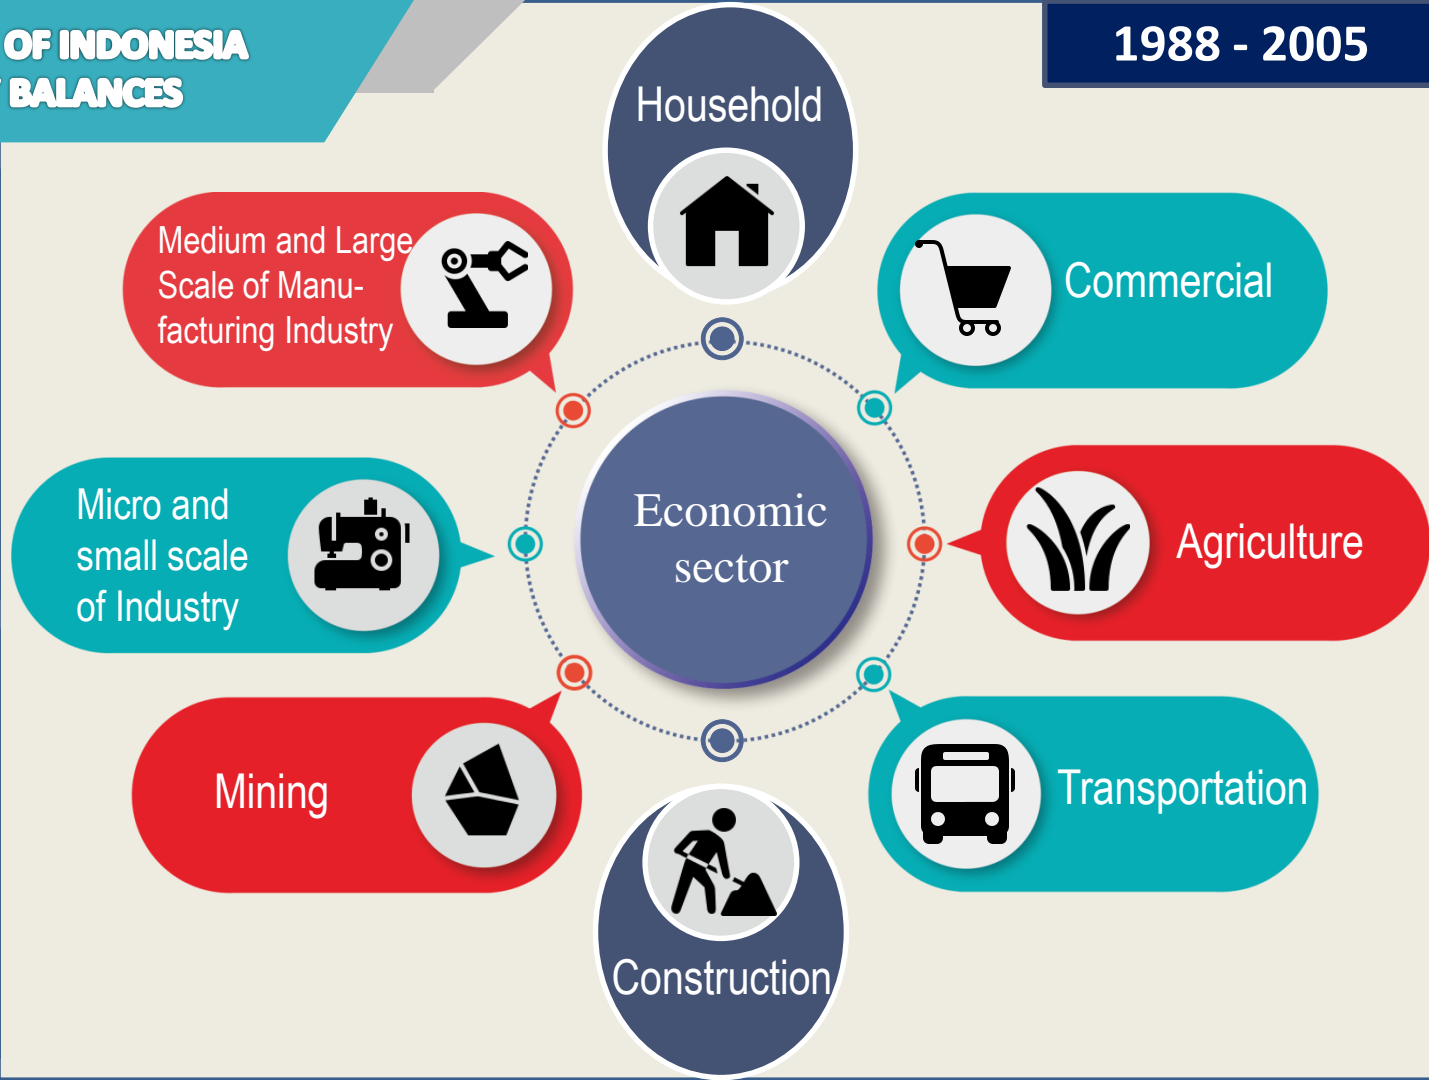 OF INDONESIA
BALANCES
1988 - 2005
Household
Medium and Large
Scale of Manu-
facturing Industry
Commercial
Micro and
small scale
of Industry
Economic
sector
Agriculture
Mining
Transportation
Construction